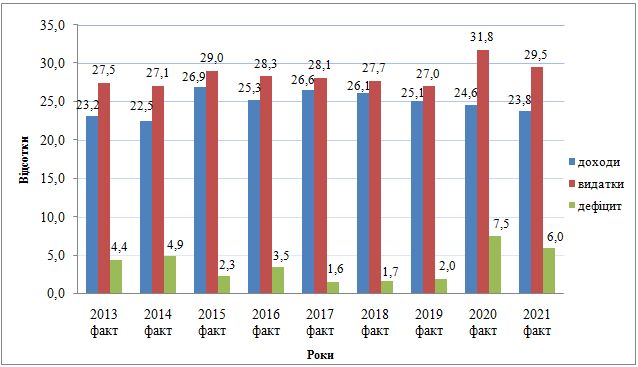 35,0
30,0
25,0
20,0
15,0
10,0
5,0
0,0
Відсотки
23,2 27,5 4,4
22,5 27,1 4,9
26,9 29,0 2,3
25,3 28,3 3,5
26,6 28,1 1,6
26,1 27,7 1,7
25,1 27,0 2,0
24,6 31,8 7,5
23,8 29,5 6,0
доходи
видатки
дефіцит
2013 2014 2015 2016 2017 2018 2019 2020 2021
факт факт факт факт факт факт факт факт факт
Роки